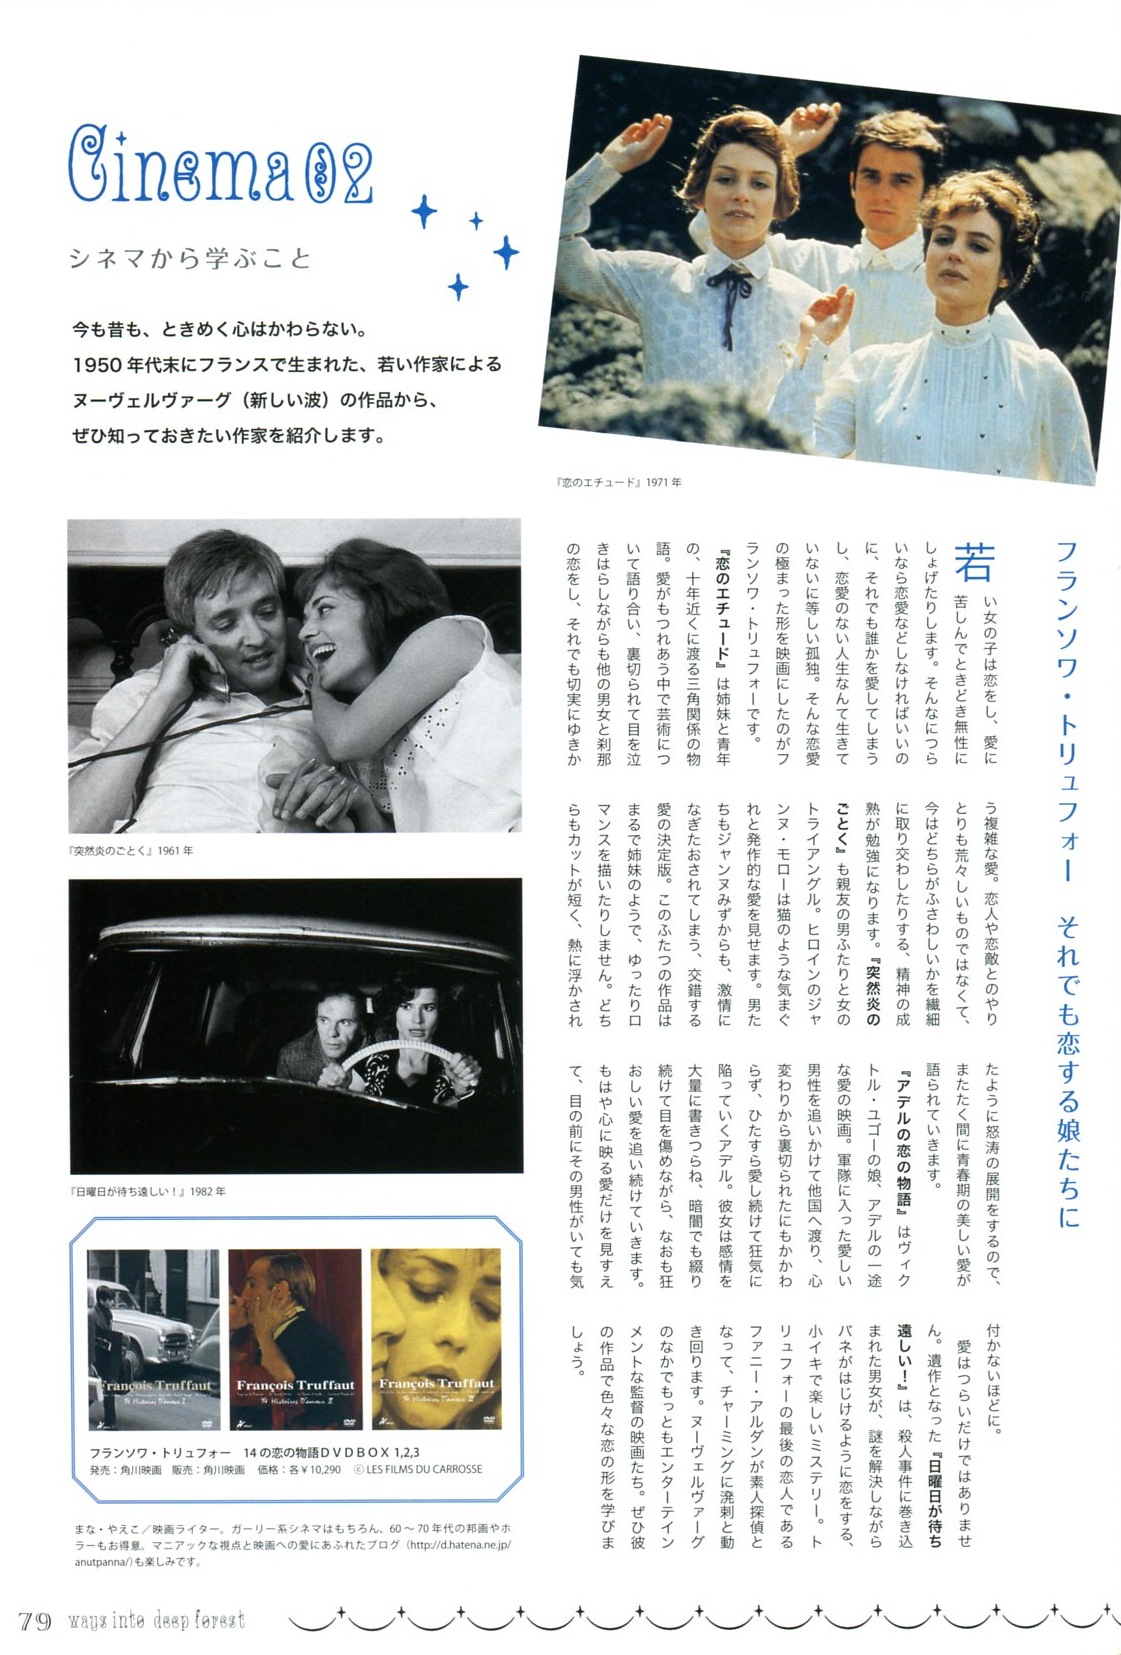 Cinema 02
シネマから学ぶこと
今も昔も、ときめく心はかわらない。
1950年代末にフランスで生まれた、若い作家による
ヌーヴェルヴァーグ（新しい波）の作品から、
ぜひ知っておきたい作家を紹介します。
『恋のエチュード』1971年
フランソワ・トリュフォー　それでも恋する娘たちに
若い女の子は恋をし、愛に
苦しんでときどき無性に
しょげたりします。そんなにつら
いなら恋愛などしなければいいの
に、それでも誰かを愛してしまう
し、恋愛のない人生なんて生きて
いないに等しい孤独。そんな恋愛
の極まった形を映画にしたのがフ
ランソワ・トリュフォーです。
『恋のエチュード』は姉妹と青年
の、十年近くに渡る三角関係の物
語。愛がもつれあう中で芸術につ
いて語り合い、裏切られて目を泣
きはらしながらも他の男女と刹那
の恋をし、それでも切実にゆきか
う複雑な愛。恋人や恋敵とのやり
とりも荒々しいものではなくて、
今はどちらがふさわしいかを繊細
に取り交わしたりする、精神の成
熟が勉強になります。『突然炎の
ごとく』も親友の男ふたりと女の
トライアングル。ヒロインのジャ
ンヌ・モローは猫のような気まぐ
れと発作的な愛を見せます。男た
ちもジャンヌみずからも、激情に
なぎたおされてしまう、交錯する
愛の決定版。このふたつの作品は
まるで姉妹のようで、ゆったりロ
マンスを描いたりしません。どち
らもカットが短く、熱に浮かされ
たように怒涛の展開をするので、
またたく間に青春期の美しい愛が
語られていきます。
『アデルの恋の物語』はヴィク
トル・ユゴーの娘、アデルの一途
な愛の映画。軍隊に入った愛しい
男性を追いかけて他国へ渡り、心
変わりから裏切られたにもかかわ
らず、ひたすら愛し続けて狂気に
陥っていくアデル。彼女は感情を
大量に書きつらね、暗闇でも綴り
続けて目を傷めながら、なおも狂
おしい愛を追い続けていきます。
もはや心に映る愛だけを見すえ
て、目の前にその男性がいても気
付かないほどに。
愛はつらいだけではありませ
ん。遺作となった『日曜日が待ち
遠しい！』は、殺人事件に巻き込
まれた男女が、謎を解決しながら
バネがはじけるように恋をする、
小イキで楽しいミステリー。ト
リュフォーの最後の恋人である
ファニー・アルダンが素人探偵と
なって、チャーミングに溌剌と動
き回ります。ヌーヴェルヴァーグ
のなかでもっともエンターテイン
メントな監督の映画たち。ぜひ彼
の作品で色々な恋の形を学びま
しょう。
『突然炎のごとく』1961年
『日曜日が待ち遠しい！』1982年
François Truffaut
14 Histoires D'amour I
François Truffaut
14 Histoires D'amour II
François Truffaut
フランソワ・トリュフォー　14の恋の物語DVDBOX 1,2,3
発売：角川映画　販売：角川映画　価格：各￥10,290　©LES FILMS DU CARROSSE
まな・やえこ／映画ライター。ガーリー系シネマはもちろん、60〜70年代の邦画やホ
ラーもお得意。マニアックな視点と映画への愛にあふれたブログ（http://d.hatena.ne.jp/
anutpanna/）も楽しみです。
79 ways into deep forest